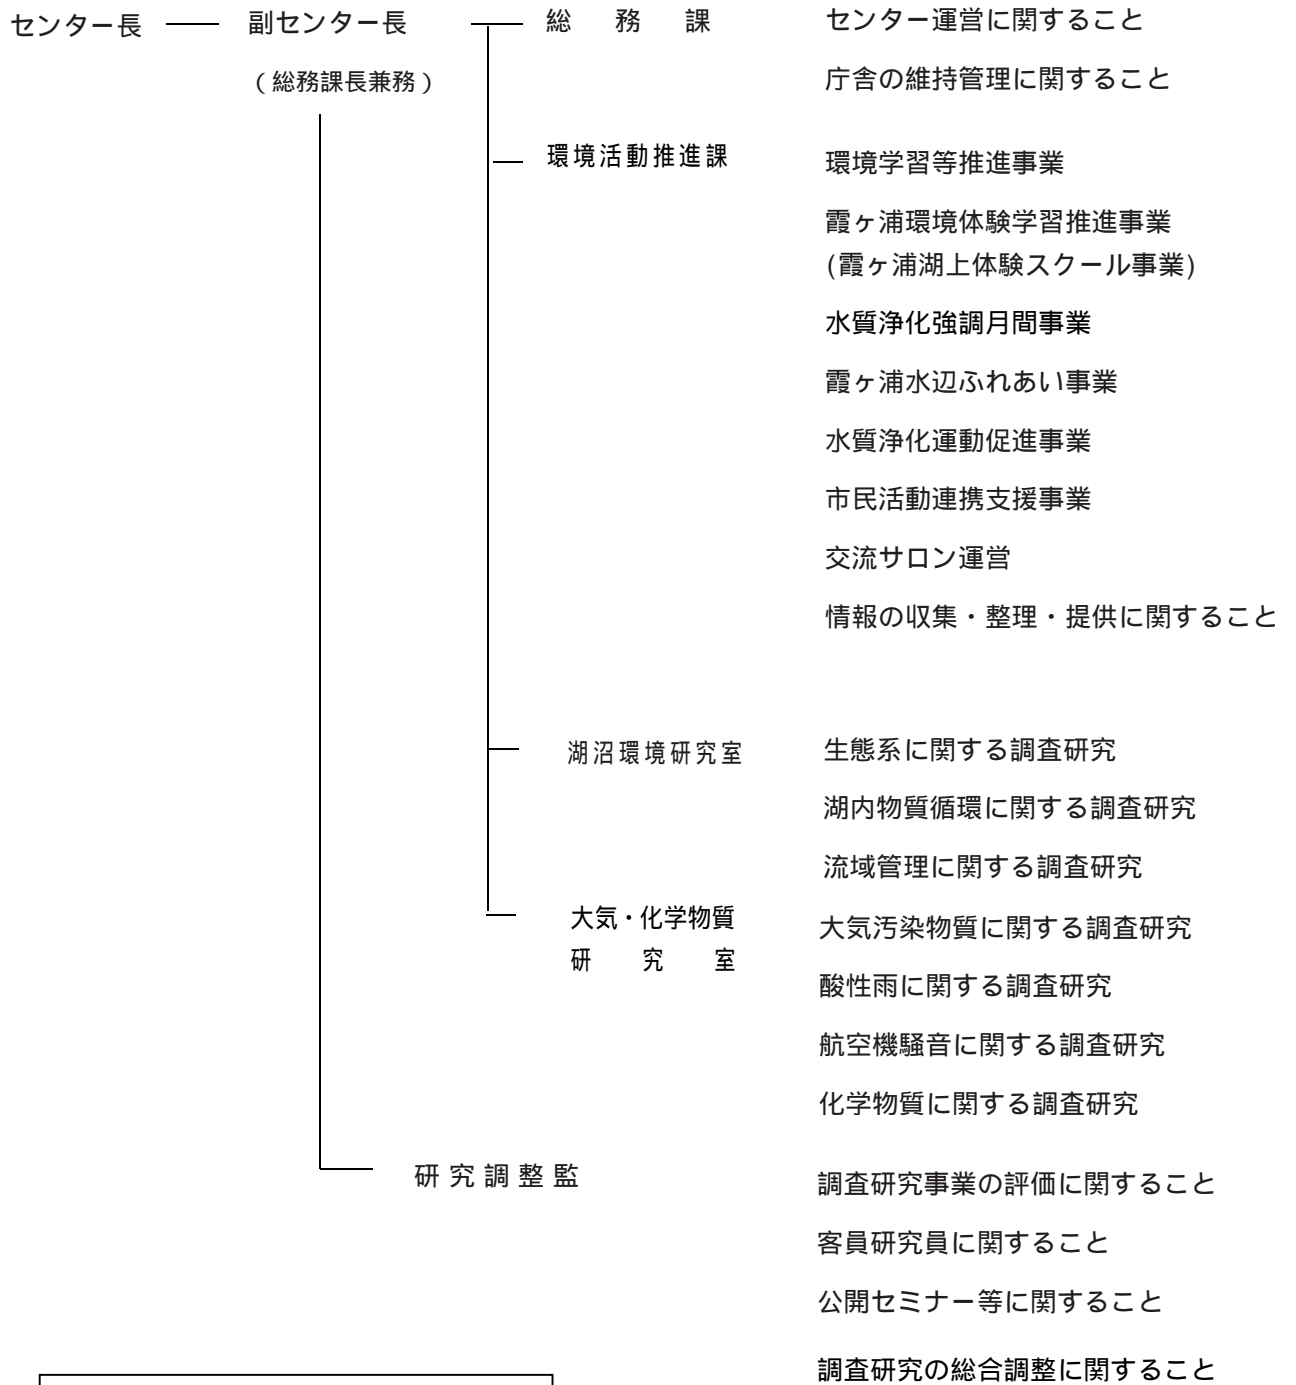 センター長 副センター長 総務課 センター運営に関すること
(総務課長兼務) 庁舎の維持管理に関すること
環境活動推進課 環境学習等推進事業
霞ヶ浦環境体験学習推進事業
(霞ヶ浦湖上体験スクール事業)
水質浄化強調月間事業
霞ヶ浦水辺ふれあい事業
水質浄化運動促進事業
市民活動連携支援事業
交流サロン運営
情報の収集・整理・提供に関すること
湖沼環境研究室 生態系に関する調査研究
湖内物質循環に関する調査研究
流域管理に関する調査研究
大気・化学物質 大気汚染物質に関する調査研究
研究室
酸性雨に関する調査研究
航空機騒音に関する調査研究
化学物質に関する調査研究
研究調整監 調査研究事業の評価に関すること
客員研究員に関すること
公開セミナー等に関すること
調査研究の総合調整に関すること